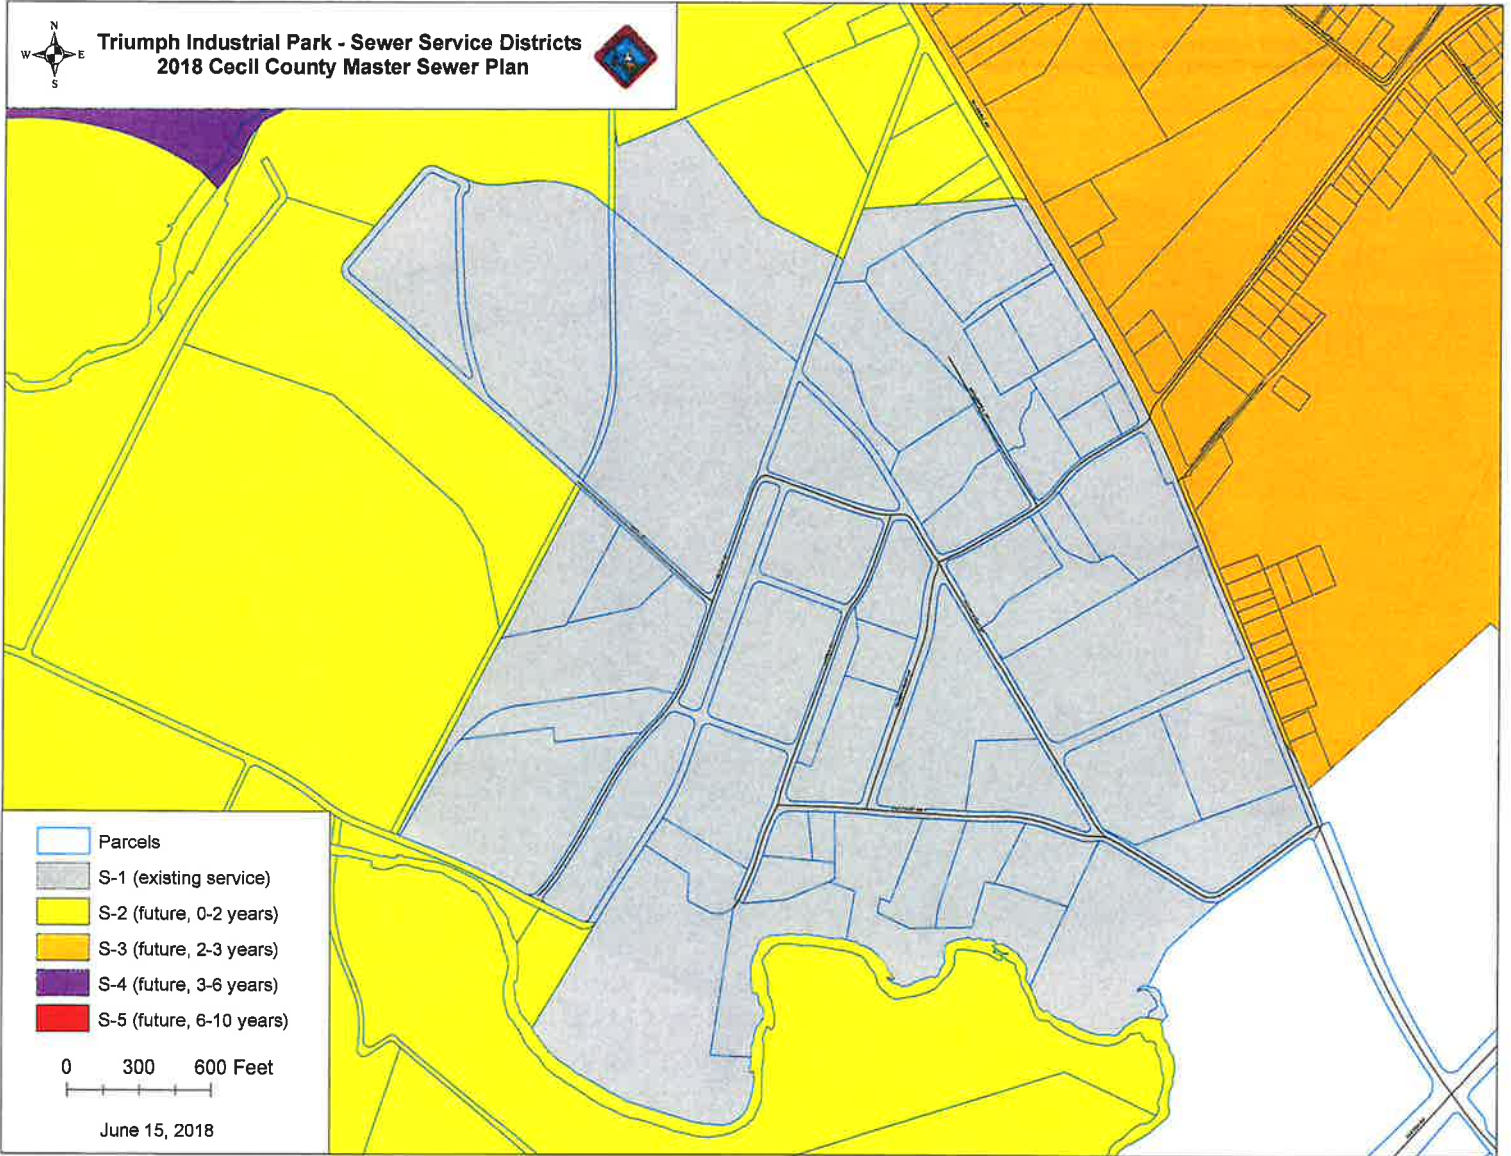 N
W E
S
Triumph Industrial Park - Sewer Service Districts
2018 Cecil County Master Sewer Plan
Parcels
S-1 (existing service)
S-2 (future, 0-2 years)
S-3 (future, 2-3 years)
S-4 (future, 3-6 years)
S-5 (future, 6-10 years)
0 300 600 Feet
June 15, 2018